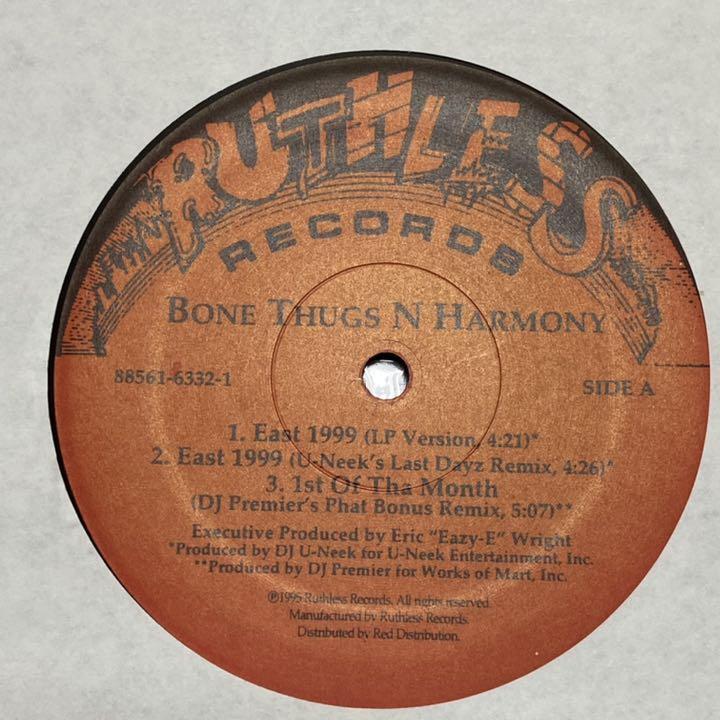 RUTHLESS
RECORDS
BONE THUGS N HARMONY
88561-6332-1
SIDE A
1. East 1999 (LP Version, 4:21)*
2. East 1999 (U-Neek's Last Dayz Remix, 4:26)*
3. 1st Of Tha Month
(DJ Premier's Phat Bonus Remix, 5:07)**
Executive Produced by Eric "Eazy-E" Wright
*Produced by DJ U-Neek for U-Neek Entertainment, Inc.
**Produced by DJ Premier for Works of Mart, Inc.
℗1995 Ruthless Records. All rights reserved.
Manufactured by Ruthless Records.
Distributed by Red Distribution.